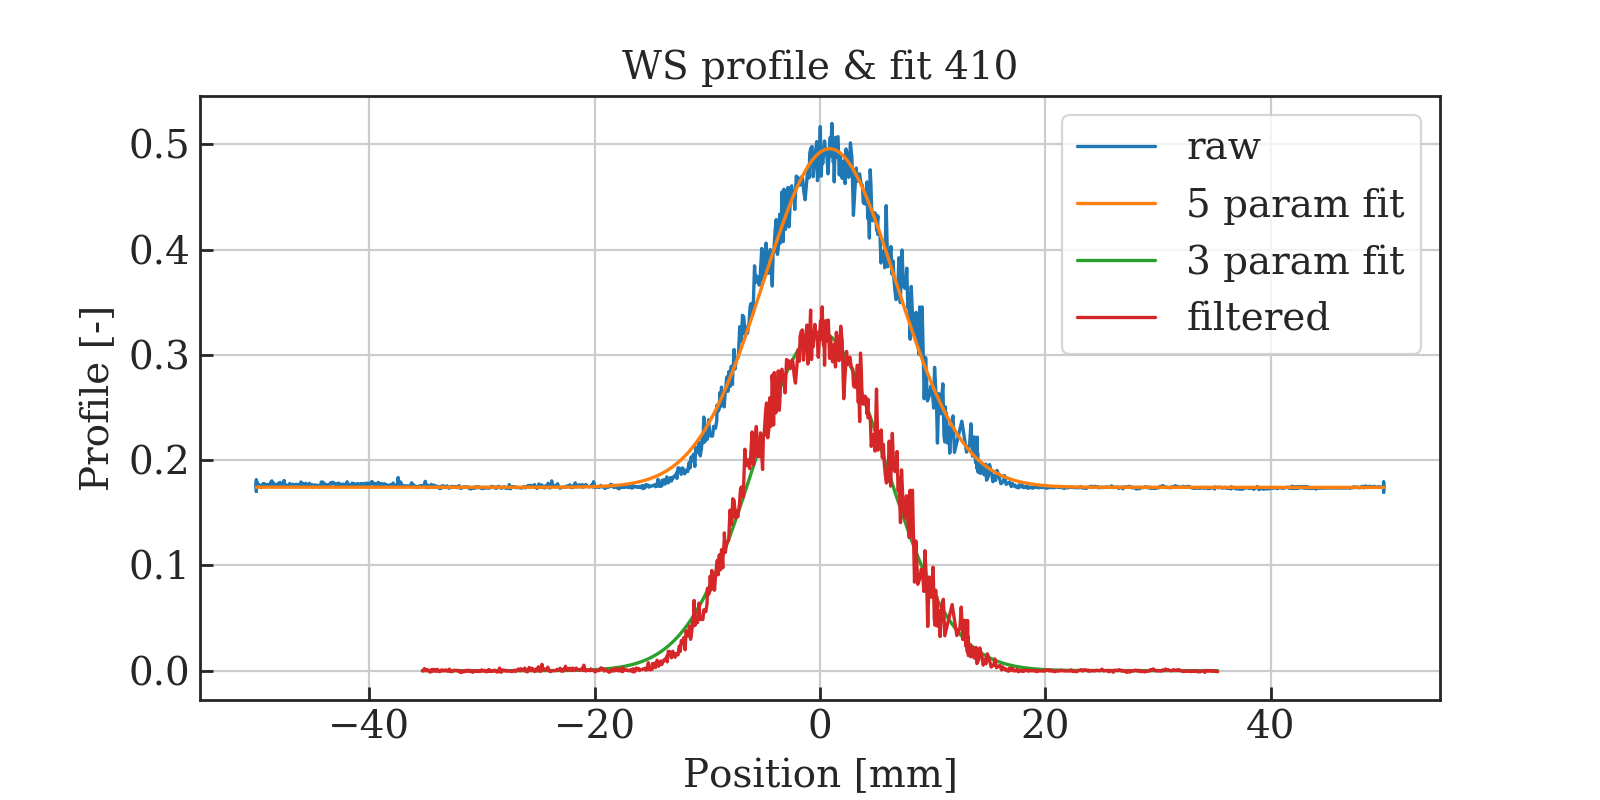 WS profile & fit 410
Profile [-]
0.5
0.4
0.3
0.2
0.1
0.0
−40
−20
0
20
40
Position [mm]
raw
5 param fit
3 param fit
filtered